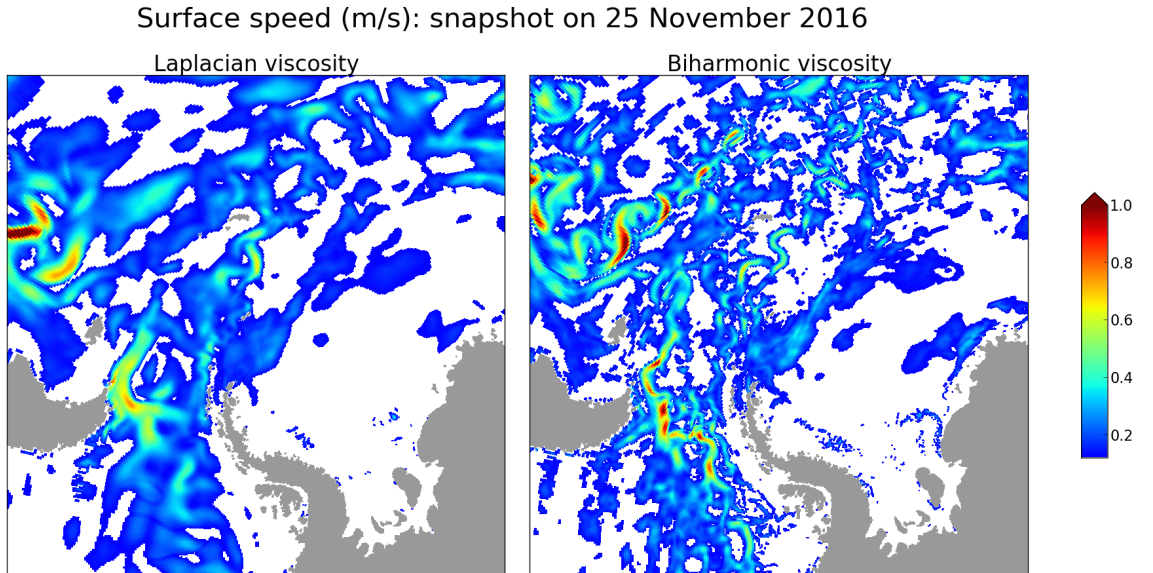 Surface speed (m/s): snapshot on 25 November 2016
Laplacian viscosity
Biharmonic viscosity
1.0
0.8
0.6
0.4
0.2